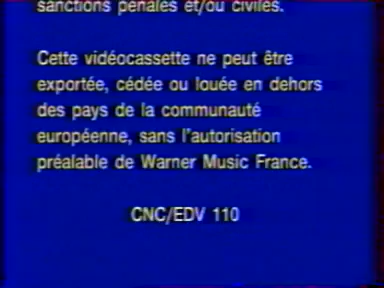 sanctions pénales et/ou civiles.
Cette vidéocassette ne peut être
exportée, cédée ou louée en dehors
des pays de la communauté
européenne, sans l'autorisation
préalable de Warner Music France.
CNC/EDV 110